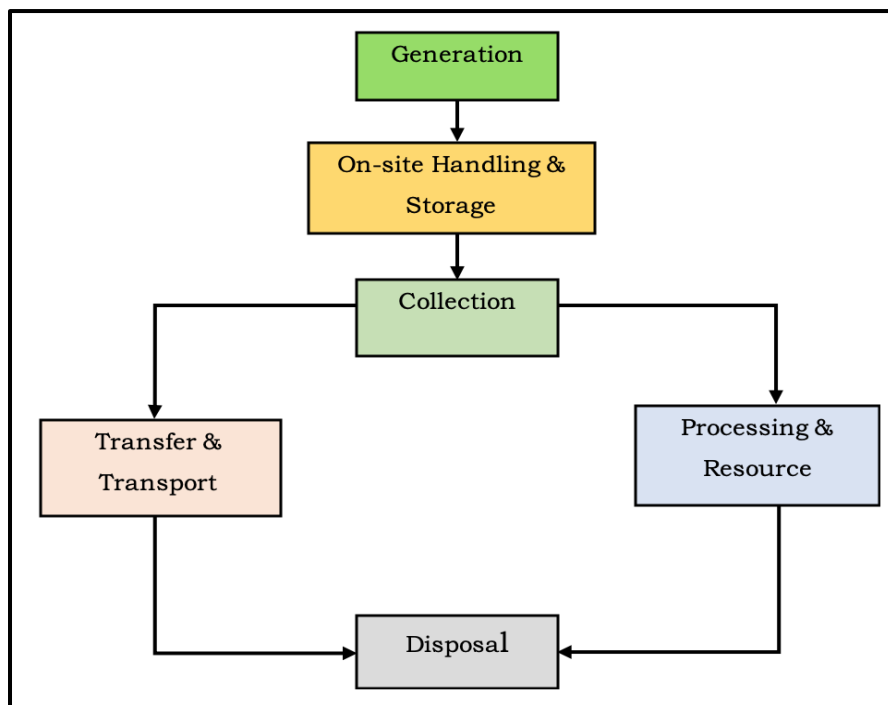 Generation
On-site Handling &
Storage
Collection
Transfer &
Transport
Processing &
Resource
Disposal